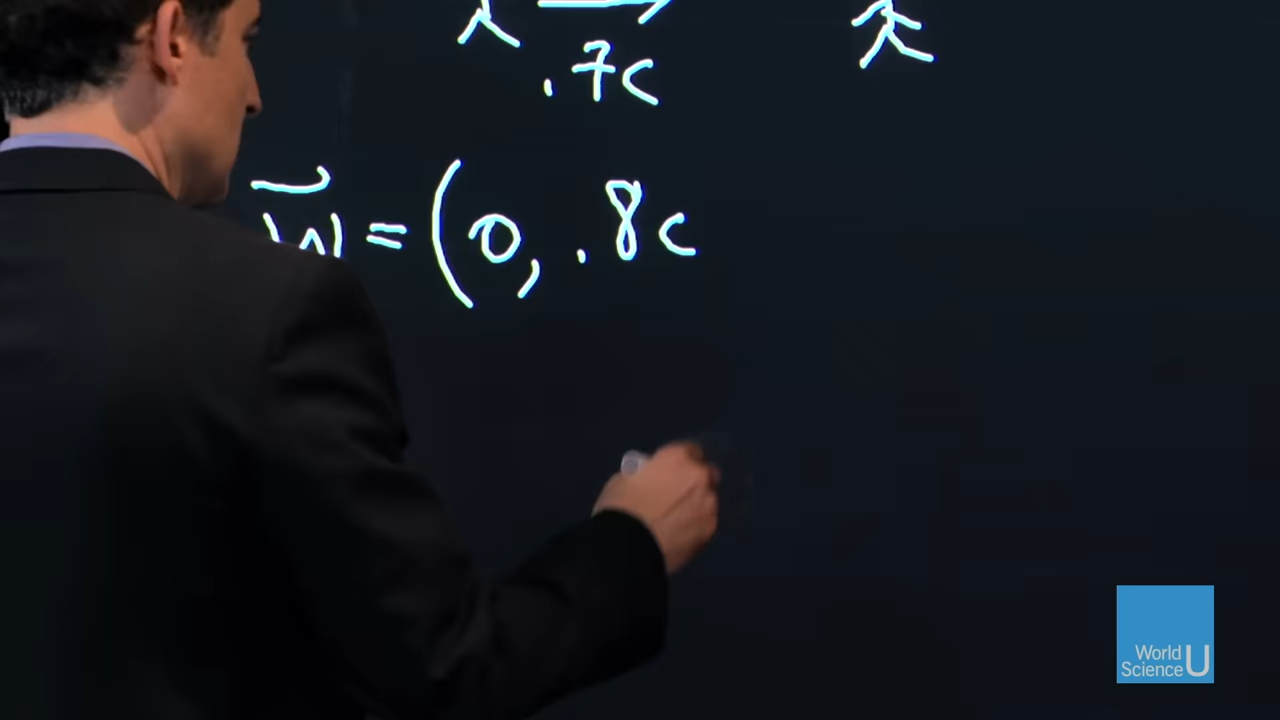 .7c
w⃗ = (0, .8c
World
Science U